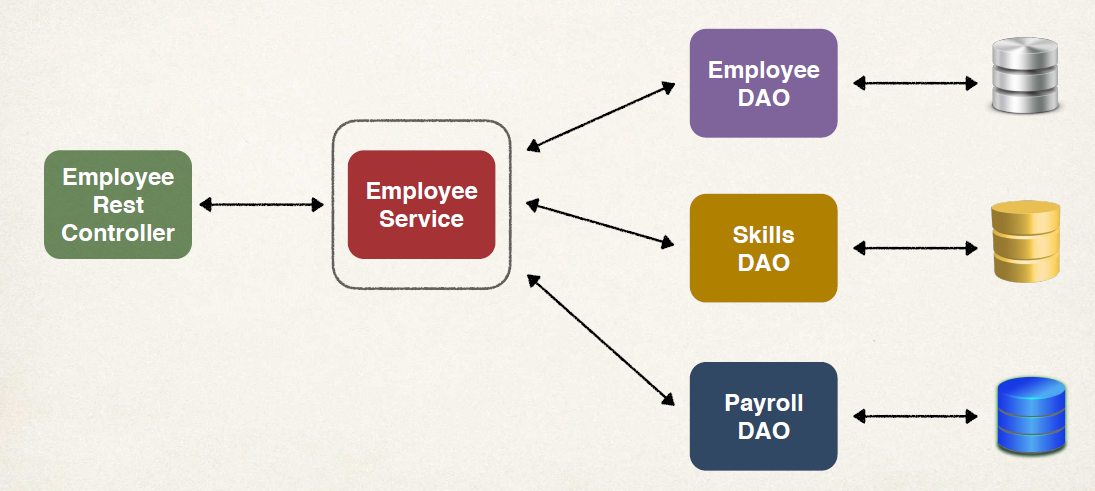 Employee
Rest
Controller
Employee
Service
Employee
DAO
Skills
DAO
Payroll
DAO